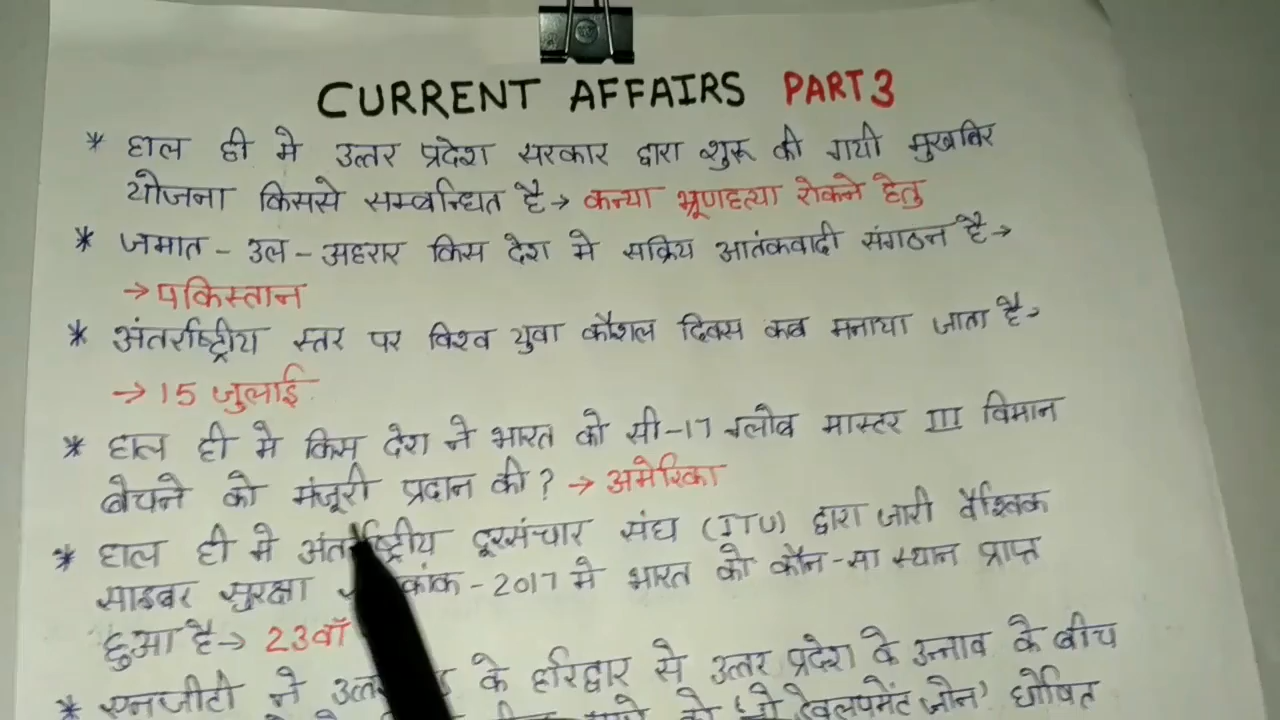 CURRENT AFFAIRS PART 3
* हाल ही मे उत्तर प्रदेश सरकार द्वारा शुरू की गयी मुखबिर
योजना किससे सम्बन्धित है→ कन्या भ्रूणहत्या रोकने हेतु
* जमात - उल - अहरार किस देश मे सक्रिय आतंकवादी संगठन है→
→ पकिस्तान
* अंतर्राष्ट्रीय स्तर पर विश्व युवा कौशल दिवस कब मनाया जाता है→
→ 15 जुलाई
* हाल ही मे किस देश ने भारत को सी-17 ग्लोब मास्टर III विमान
बेचने को मंजूरी प्रदान की? → अमेरिका
* हाल ही मे अंतर्राष्ट्रीय दूरसंचार संघ (ITU) द्वारा जारी वैश्विक
साइबर सुरक्षा - 2017 मे भारत को कौन-सा स्थान प्राप्त
हुआ है→ 23वाँ
* एनजीटी ने के हरिद्वार से उत्तर प्रदेश के उन्नाव के बीच
को 'नो डेवलपमेंट जोन' घोषित